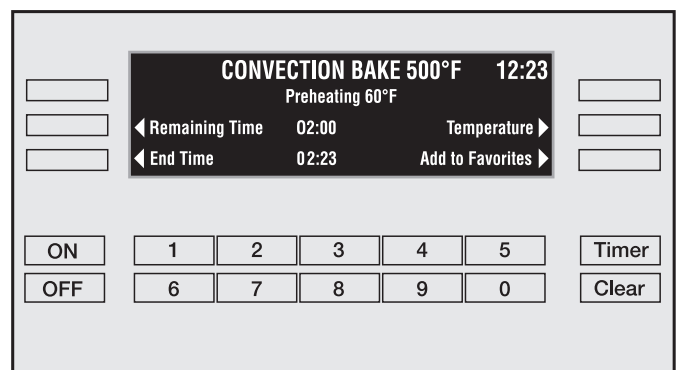 CONVECTION BAKE 500°F 12:23
Preheating 60°F
Remaining Time 02:00 Temperature
End Time 02:23 Add to Favorites
ON 1 2 3 4 5 Timer
OFF 6 7 8 9 0 Clear